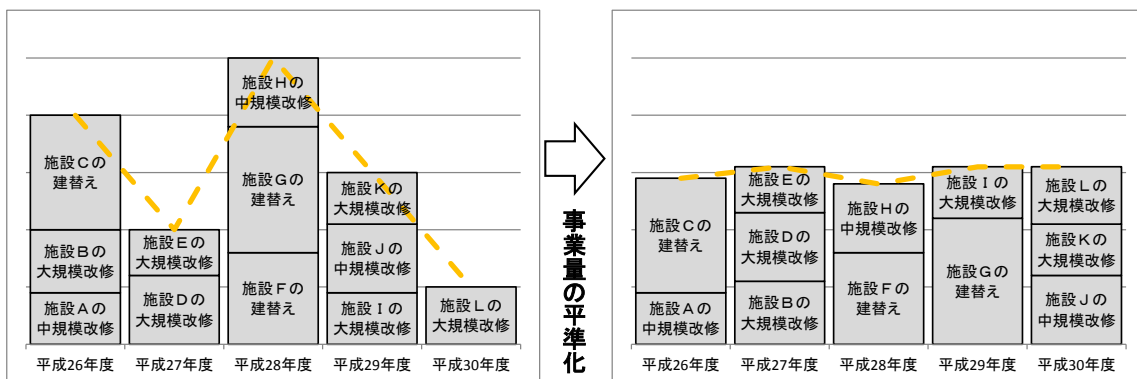 施設Hの
中規模改修
施設Cの
建替え
施設Gの
建替え
施設Kの
大規模改修
施設Bの
大規模改修
施設Eの
大規模改修
施設Jの
中規模改修
施設Aの
中規模改修
施設Dの
大規模改修
施設Fの
建替え
施設Iの
大規模改修
施設Lの
大規模改修
平成26年度
平成27年度
平成28年度
平成29年度
平成30年度
事業量の平準化
施設Cの
建替え
施設Aの
中規模改修
施設Eの
大規模改修
施設Dの
大規模改修
施設Bの
大規模改修
施設Hの
中規模改修
施設Fの
建替え
施設Iの
大規模改修
施設Gの
建替え
施設Lの
大規模改修
施設Kの
大規模改修
施設Jの
中規模改修
平成26年度
平成27年度
平成28年度
平成29年度
平成30年度